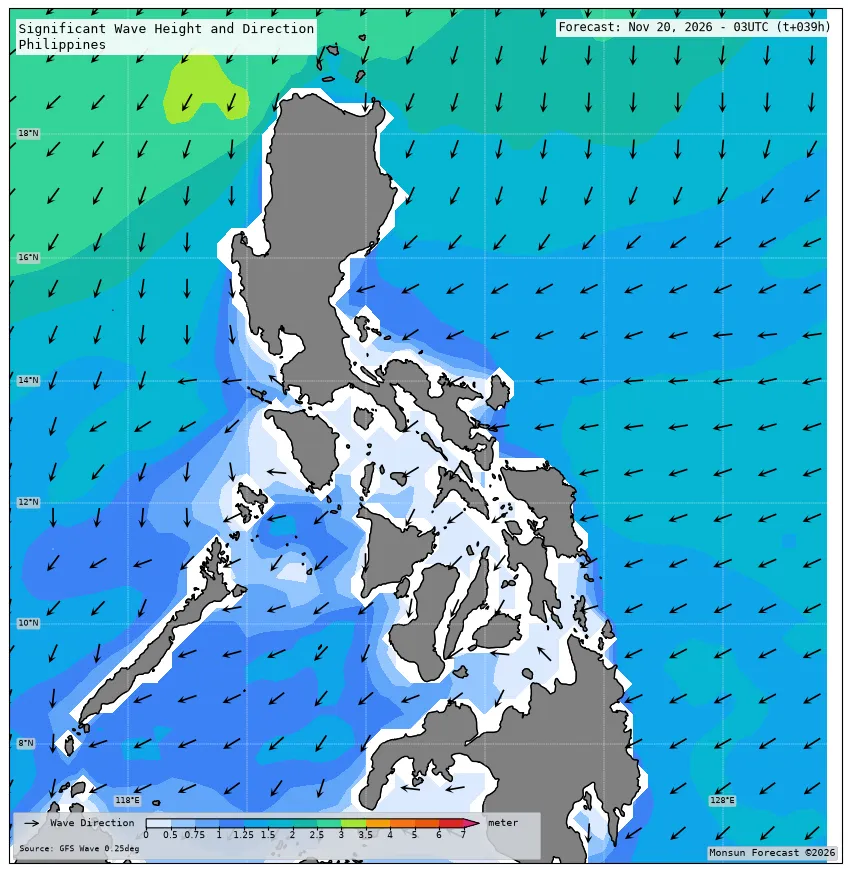 Significant Wave Height and Direction
Philippines
Forecast: Nov 20, 2026 - 03UTC (t+039h)
18°N
16°N
14°N
12°N
10°N
8°N
118°E
128°E
Wave Direction
0 0.5 0.75 1 1.25 1.5 2 2.5 3 3.5 4 5 6 7
meter
Source: GFS Wave 0.25deg
Monsun Forecast ©2026